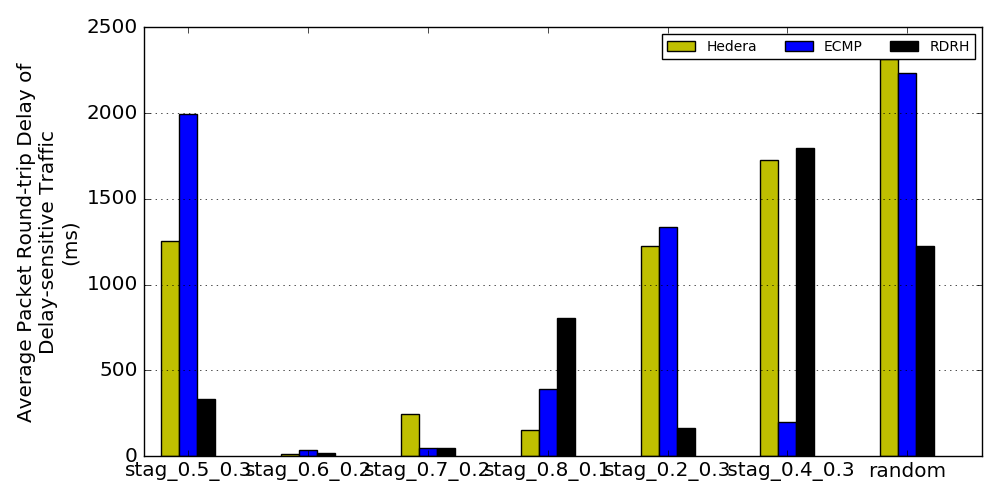 2500
Hedera ECMP RDRH
2000
1500
1000
500
0
Average Packet Round-trip Delay of
Delay-sensitive Traffic
(ms)
stag_0.5_0.3 stag_0.6_0.2 stag_0.7_0.2 stag_0.8_0.1 stag_0.2_0.3 stag_0.4_0.3 random